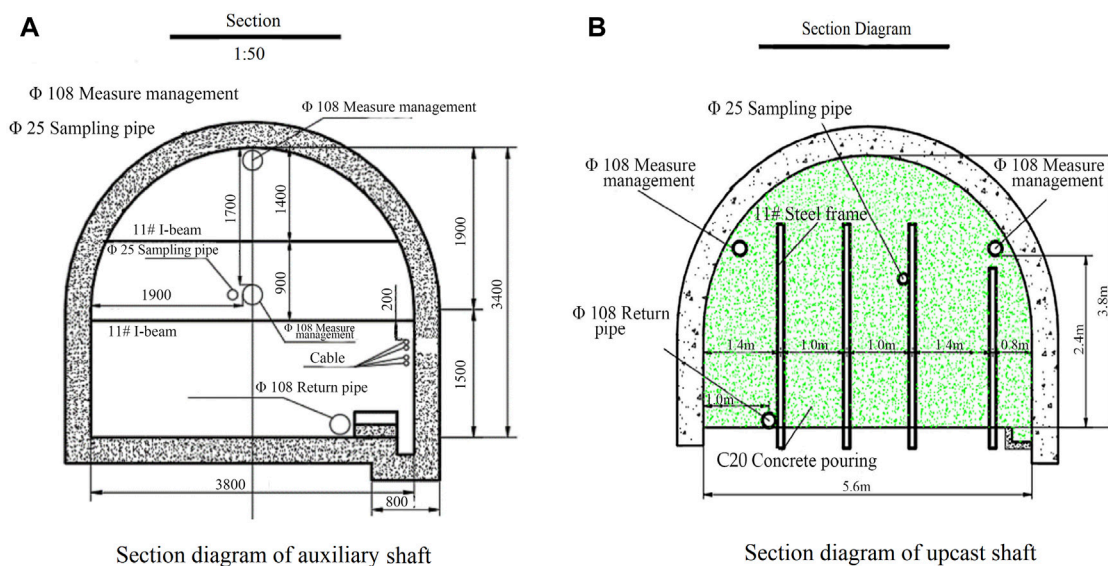 A
Section
1:50
Φ 108 Measure management
Φ 25 Sampling pipe
Φ 108 Measure management
1700
1400
1900
3400
11# I-beam
Φ 25 Sampling pipe
900
1900
200
11# I-beam
Φ 108 Measure
management
Cable
1500
Φ 108 Return pipe
3800
800
Section diagram of auxiliary shaft
B
Section Diagram
Φ 25 Sampling pipe
Φ 108 Measure
management
Φ 108 Measure
management
11# Steel frame
3.8m
2.4m
Φ 108 Return
pipe
1.4m
1.0m
1.0m
1.4m
0.8m
1.0m
C20 Concrete pouring
5.6m
Section diagram of upcast shaft